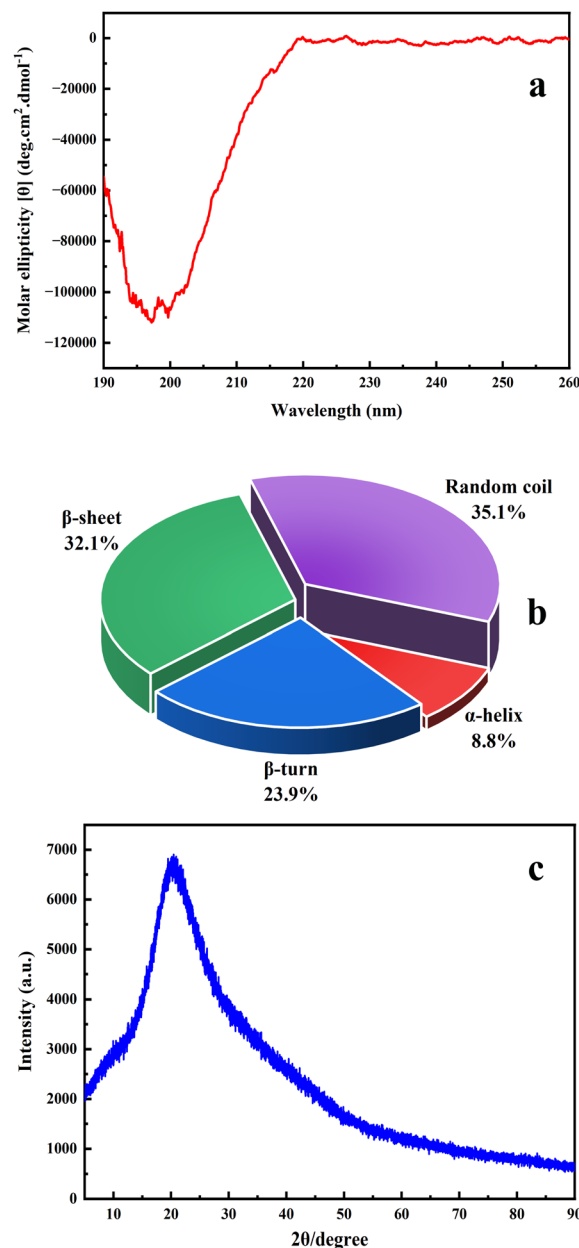 a
Molar ellipticity [θ] (deg.cm².dmol⁻¹)
0
−20000
−40000
−60000
−80000
−100000
−120000
190 200 210 220 230 240 250 260
Wavelength (nm)
b
Random coil
35.1%
β-sheet
32.1%
α-helix
8.8%
β-turn
23.9%
c
Intensity (a.u.)
7000
6000
5000
4000
3000
2000
1000
0
10 20 30 40 50 60 70 80 90
2θ/degree